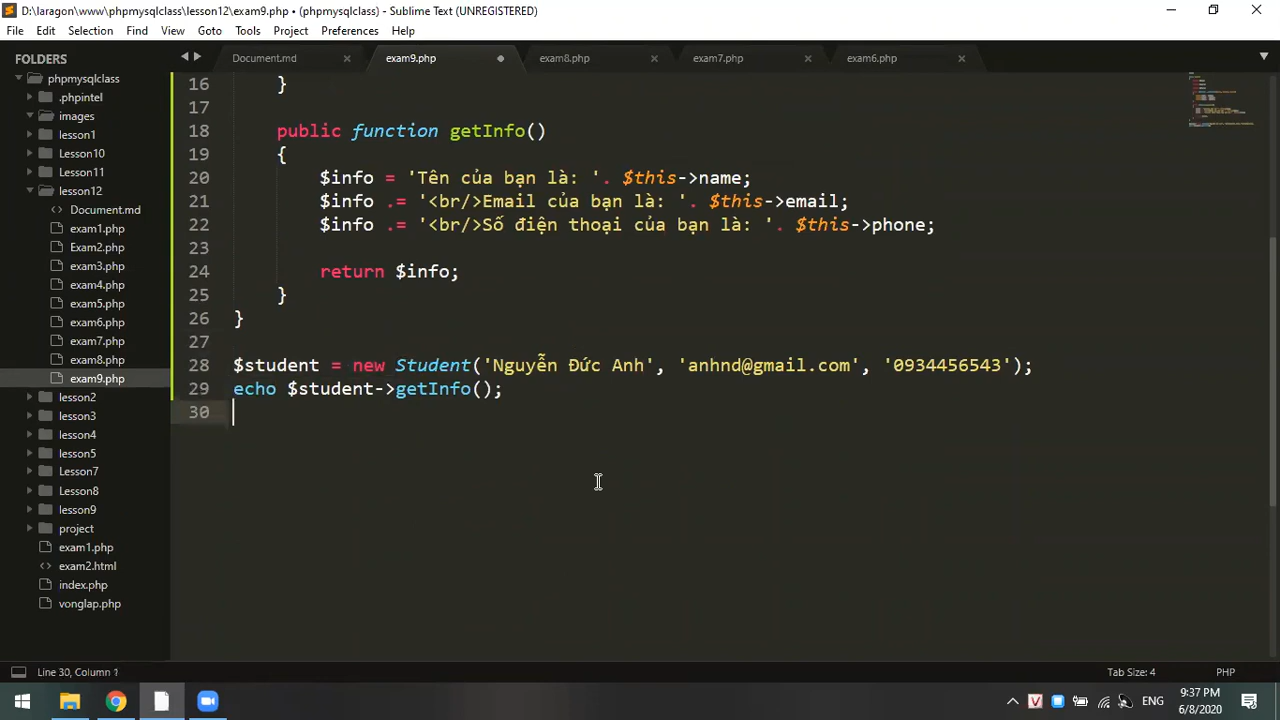 D:\laragon\www\phpmysqlclass\lesson12\exam9.php • (phpmysqlclass) - Sublime Text (UNREGISTERED)
File Edit Selection Find View Goto Tools Project Preferences Help
FOLDERS
phpmysqlclass
.phpintel
images
lesson1
Lesson10
Lesson11
lesson12
Document.md
exam1.php
Exam2.php
exam3.php
exam4.php
exam5.php
exam6.php
exam7.php
exam8.php
exam9.php
lesson2
lesson3
lesson4
lesson5
Lesson7
Lesson8
lesson9
project
exam1.php
exam2.html
index.php
vonglap.php
Document.md exam9.php exam8.php exam7.php exam6.php
16 }
17
18 public function getInfo()
19 {
20 $info = 'Tên của bạn là: '. $this->name;
21 $info .= '<br/>Email của bạn là: '. $this->email;
22 $info .= '<br/>Số điện thoại của bạn là: '. $this->phone;
23
24 return $info;
25 }
26 }
27
28 $student = new Student('Nguyễn Đức Anh', 'anhnd@gmail.com', '0934456543');
29 echo $student->getInfo();
30
Line 30, Column 1 Tab Size: 4 PHP
ENG 9:37 PM
6/8/2020